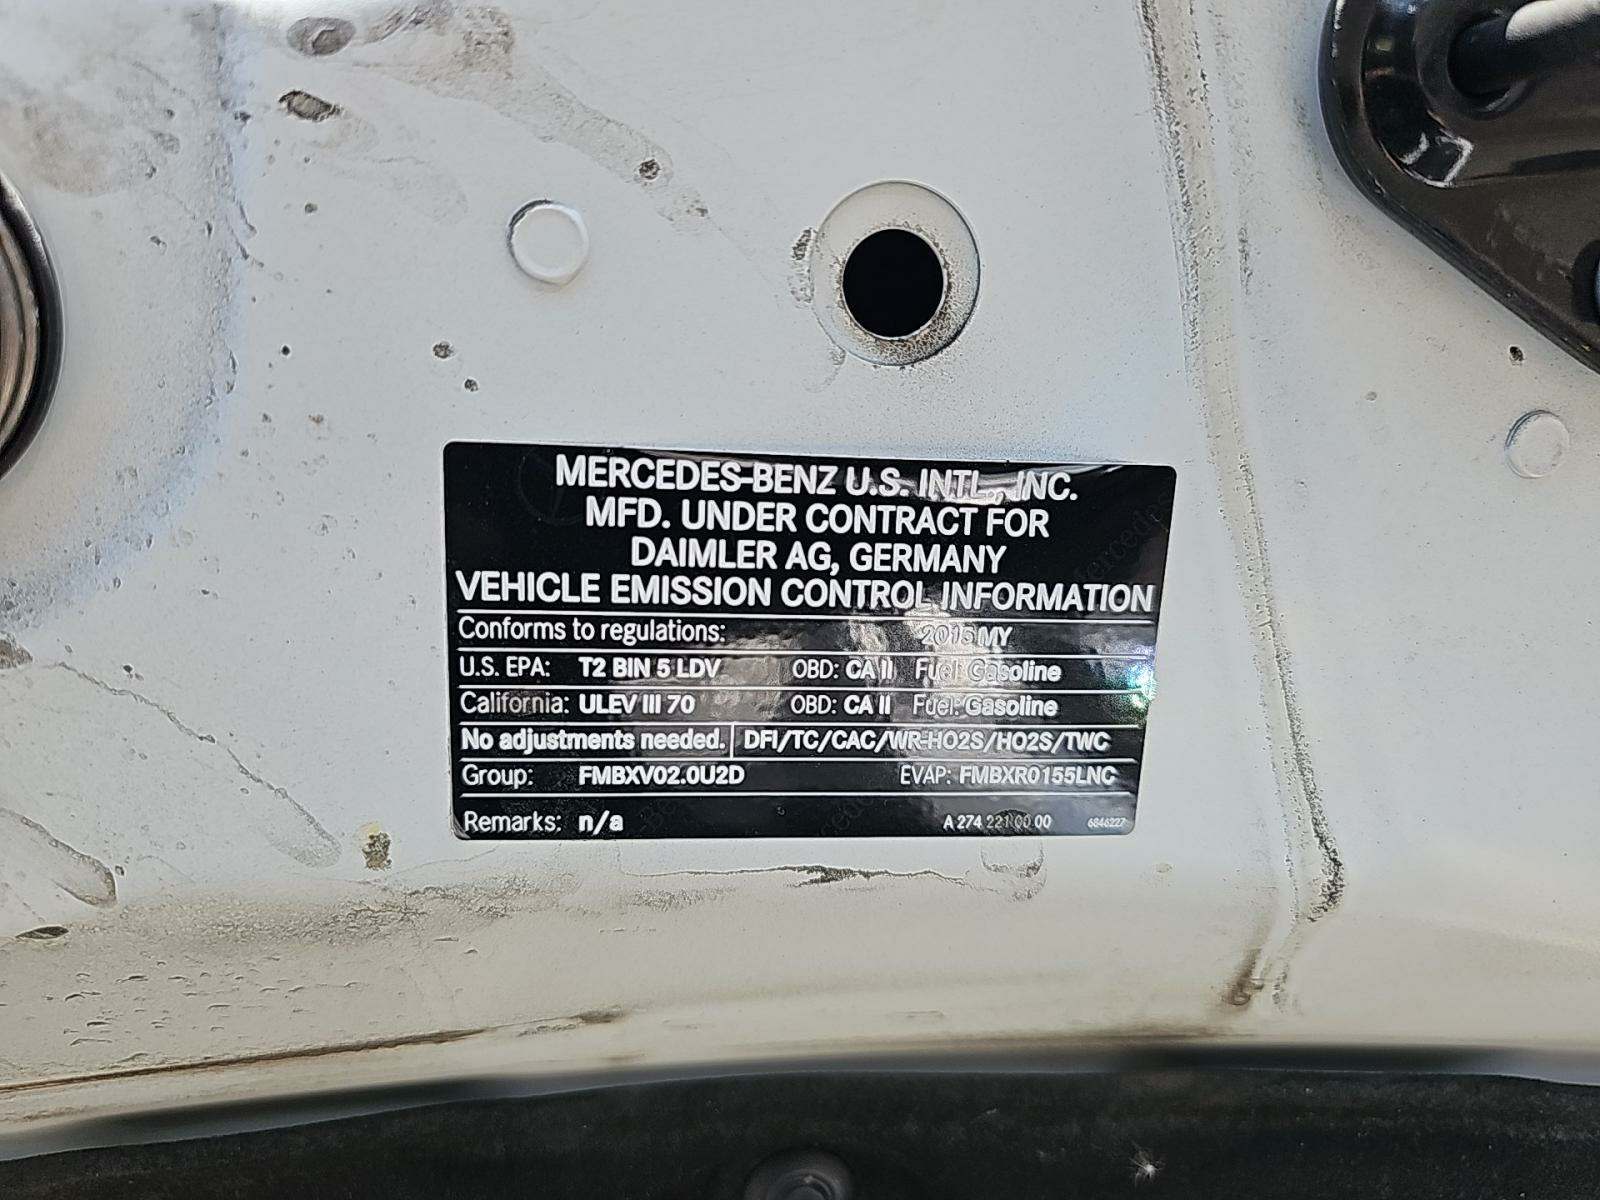 MERCEDES-BENZ U.S. INTL., INC.
MFD. UNDER CONTRACT FOR
DAIMLER AG, GERMANY
VEHICLE EMISSION CONTROL INFORMATION
Conforms to regulations: 2015 MY
U.S. EPA: T2 BIN 5 LDV OBD: CA II Fuel: Gasoline
California: ULEV III 70 OBD: CA II Fuel: Gasoline
No adjustments needed. DFI/TC/CAC/WR-HO2S/HO2S/TWC
Group: FMBXV02.0U2D EVAP: FMBXR0155LNC
Remarks: n/a A 274 221 00 00 6846227